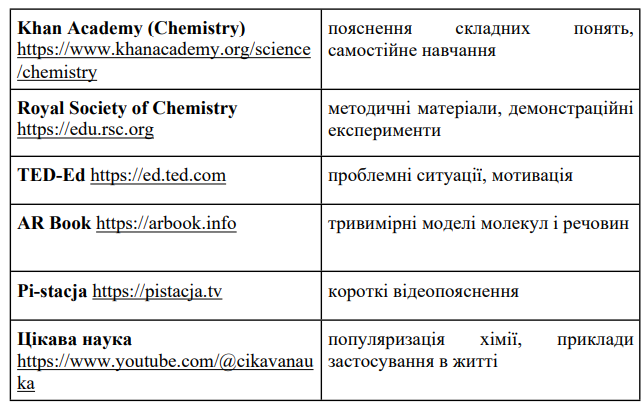 Khan Academy (Chemistry)
https://www.khanacademy.org/science
/chemistry
пояснення складних понять,
самостійне навчання
Royal Society of Chemistry
https://edu.rsc.org
методичні матеріали, демонстраційні
експерименти
TED-Ed https://ed.ted.com
проблемні ситуації, мотивація
AR Book https://arbook.info
тривимірні моделі молекул і речовин
Pi-stacja https://pistacja.tv
короткі відеопояснення
Цікава наука
https://www.youtube.com/@cikavanau
ka
популяризація хімії, приклади
застосування в житті